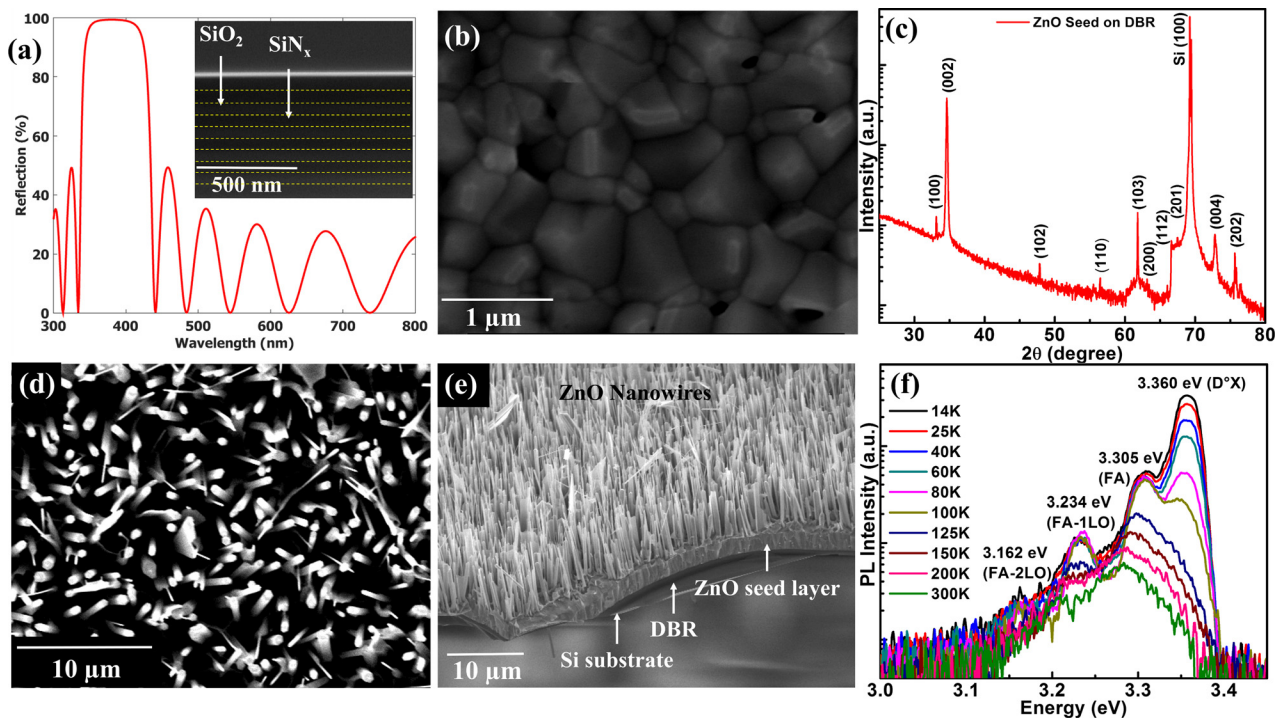 (a)
100
80
60
40
20
0
Reflection (%)
300 400 500 600 700 800
Wavelength (nm)
SiO₂ SiNₓ
500 nm
(b)
1 µm
(c)
ZnO Seed on DBR
Intensity (a.u.)
(100)
(002)
(102)
(110)
(103)
(200)
(112)
(201)
Si (100)
(004)
(202)
30 40 50 60 70 80
2θ (degree)
(d)
10 µm
(e)
ZnO Nanowires
ZnO seed layer
DBR
Si substrate
10 µm
(f)
PL Intensity (a.u.)
14K
25K
40K
60K
80K
100K
125K
150K
200K
300K
3.360 eV (D°X)
3.305 eV
(FA)
3.234 eV
(FA-1LO)
3.162 eV
(FA-2LO)
3.0 3.1 3.2 3.3 3.4
Energy (eV)